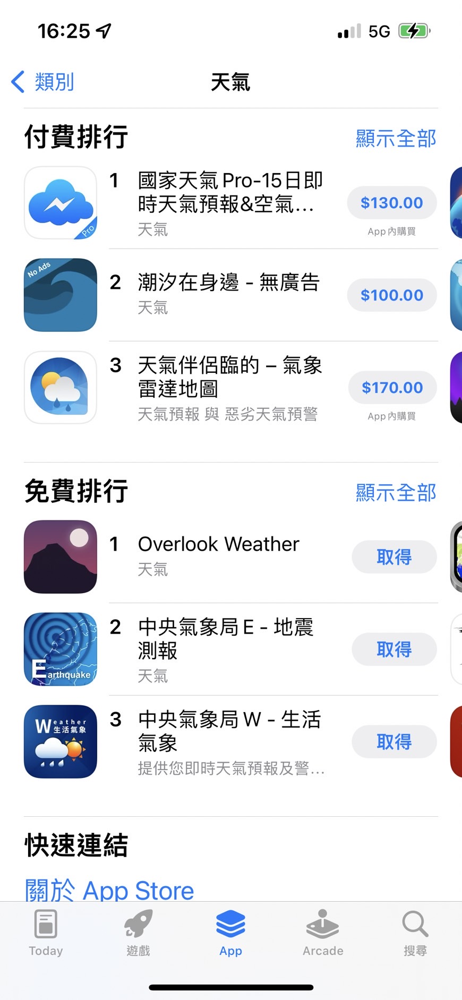 16:25
5G
類別
天氣
付費排行
顯示全部
1
國家天氣 Pro-15日即
時天氣預報&空氣...
天氣
$130.00
App 內購買
Pro
2
潮汐在身邊 - 無廣告
天氣
$100.00
No Ads
3
天氣伴侶臨的 – 氣象
雷達地圖
天氣預報 與 惡劣天氣預警
$170.00
App 內購買
免費排行
顯示全部
1
Overlook Weather
天氣
取得
2
中央氣象局 E - 地震
測報
天氣
取得
Earthquake
3
中央氣象局 W - 生活
氣象
提供您即時天氣預報及警...
取得
Weather
生活氣象
快速連結
關於 App Store
Today
遊戲
App
Arcade
搜尋